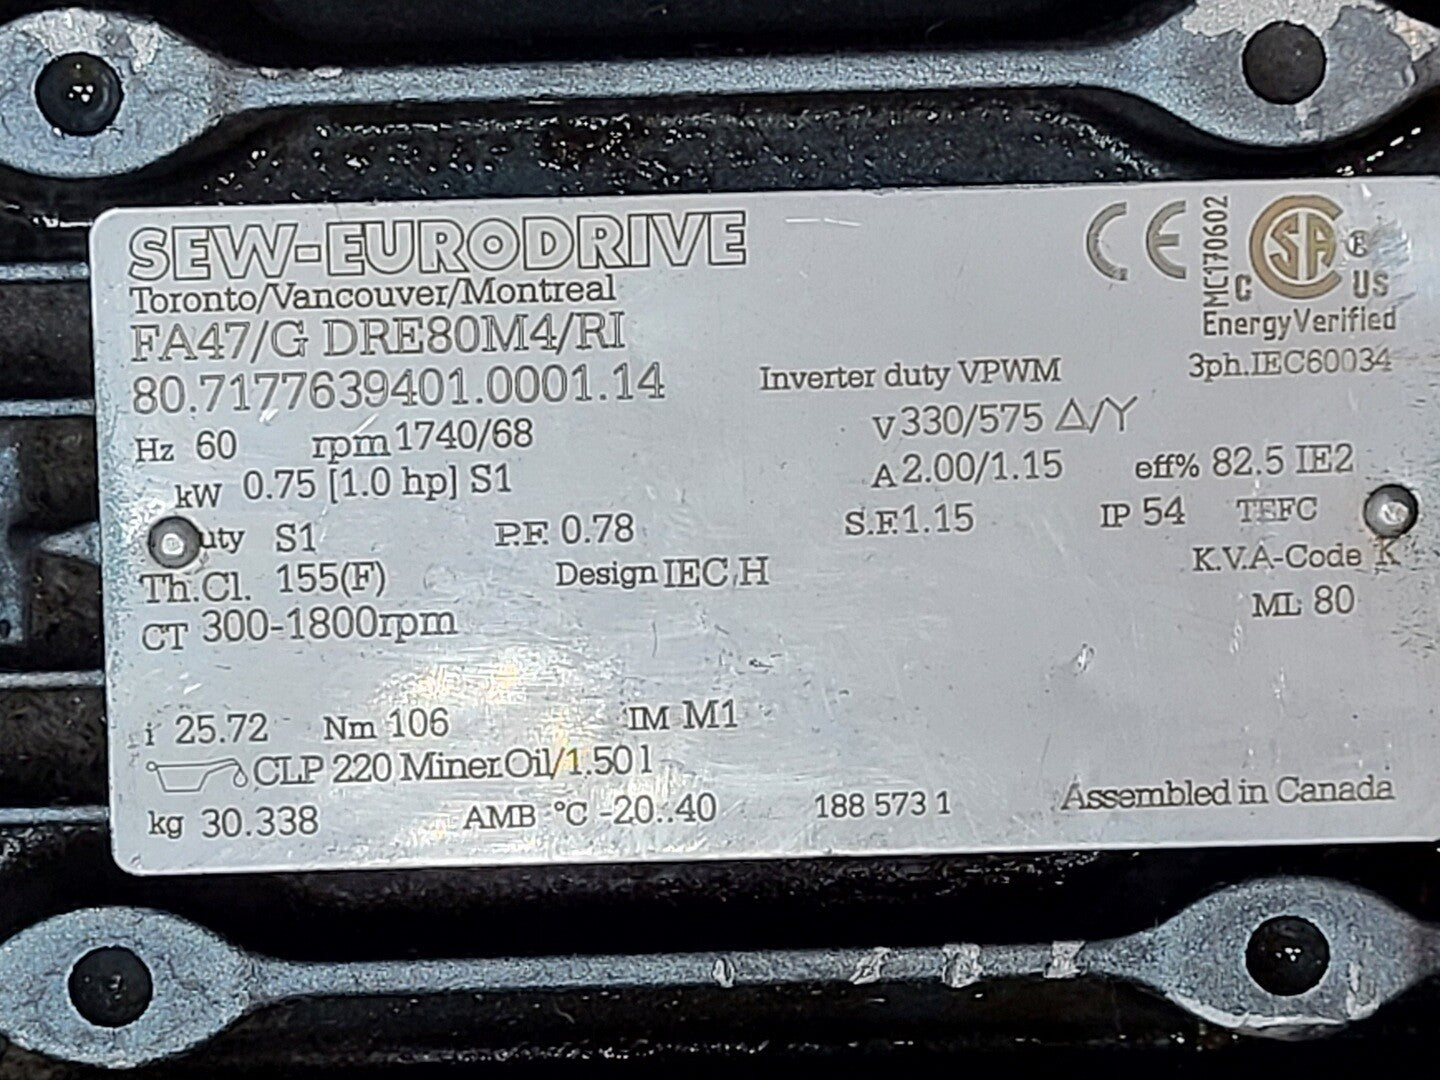 SEW-EURODRIVE
Toronto/Vancouver/Montreal
FA47/G DRE80M4/RI
80.7177639401.0001.14
CE
MC170602
CSA ®
C US
Energy Verified
3ph.IEC60034
Inverter duty VPWM
Hz 60 rpm 1740/68 V 330/575 Δ/Y
kW 0.75 [1.0 hp] S1 A 2.00/1.15 eff% 82.5 IE2
uty S1 P.F. 0.78 S.F. 1.15 IP 54 TEFC
Th.Cl. 155(F) Design IEC H K.V.A-Code K
CT 300-1800rpm ML 80
i 25.72 Nm 106 IM M1
CLP 220 Miner.Oil/1.50 l
kg 30.338 AMB °C -20..40 188 573 1 Assembled in Canada